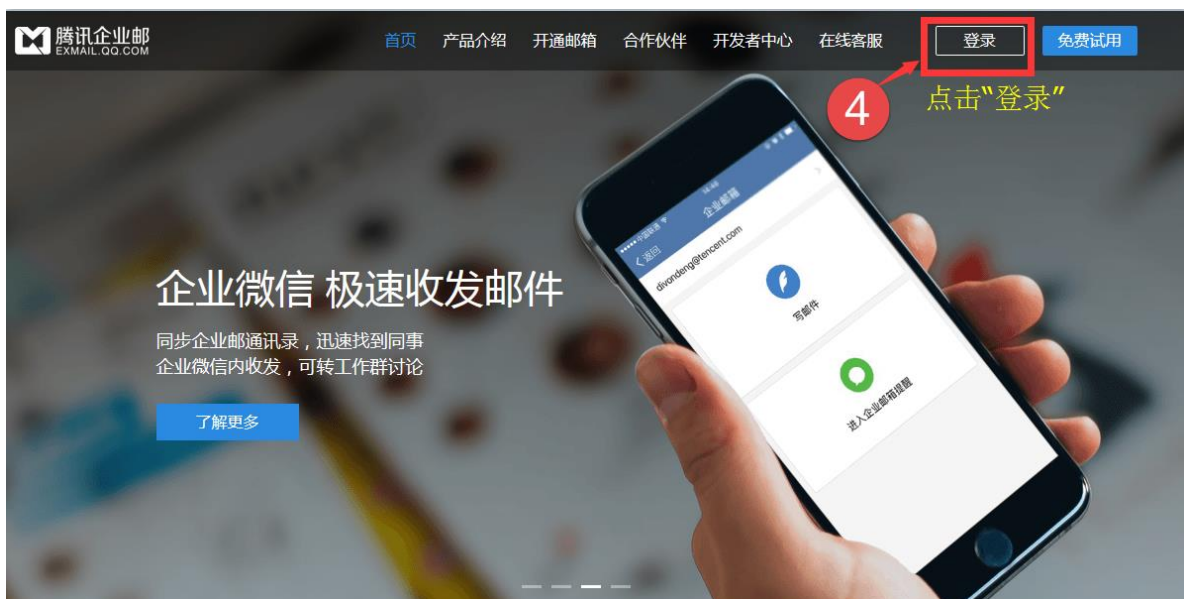 腾讯企业邮
EXMAIL.QQ.COM
首页 产品介绍 开通邮箱 合作伙伴 开发者中心 在线客服 登录 免费试用
4
点击“登录”
中国联通
企业邮箱
返回
divondeng@tencent.com
写邮件
进入企业邮箱提醒
企业微信 极速收发邮件
同步企业邮通讯录，迅速找到同事
企业微信内收发，可转工作群讨论
了解更多